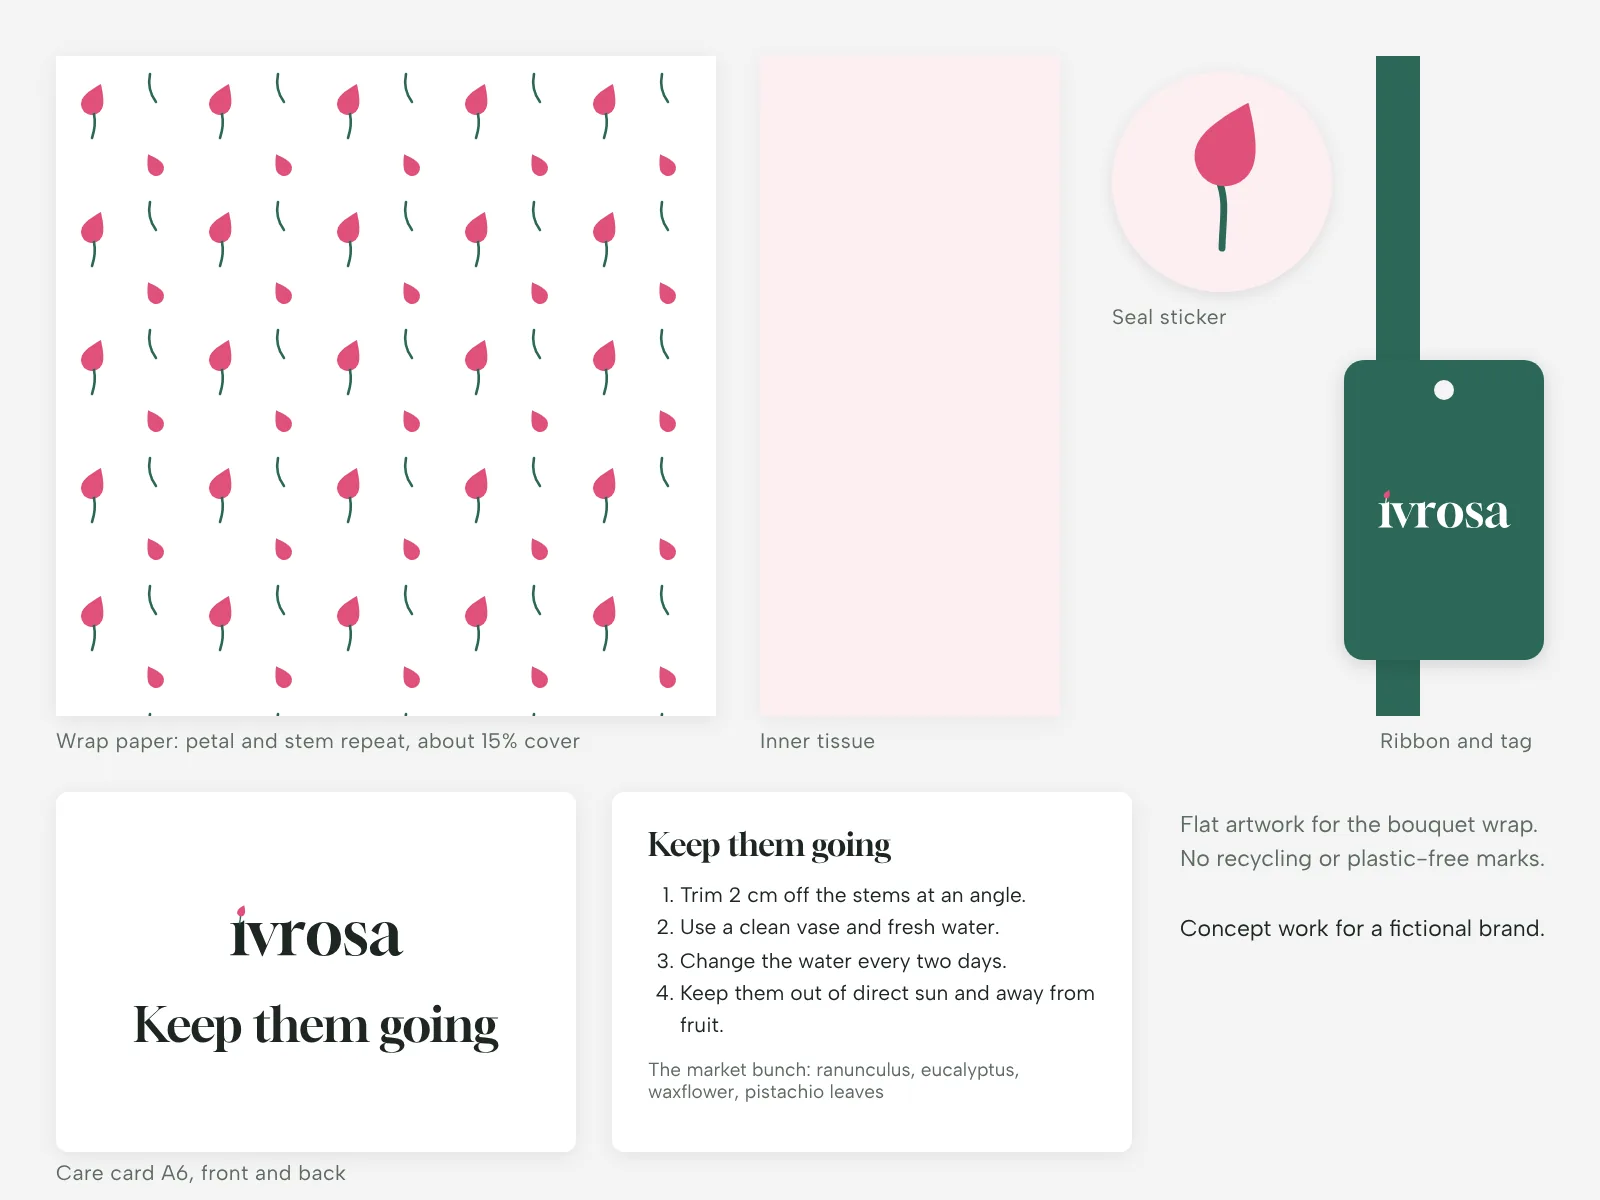 Seal sticker
ivrosa
Wrap paper: petal and stem repeat, about 15% cover
Inner tissue
Ribbon and tag
ivrosa
Keep them going
Keep them going
1. Trim 2 cm off the stems at an angle.
2. Use a clean vase and fresh water.
3. Change the water every two days.
4. Keep them out of direct sun and away from
fruit.
The market bunch: ranunculus, eucalyptus,
waxflower, pistachio leaves
Flat artwork for the bouquet wrap.
No recycling or plastic-free marks.
Concept work for a fictional brand.
Care card A6, front and back